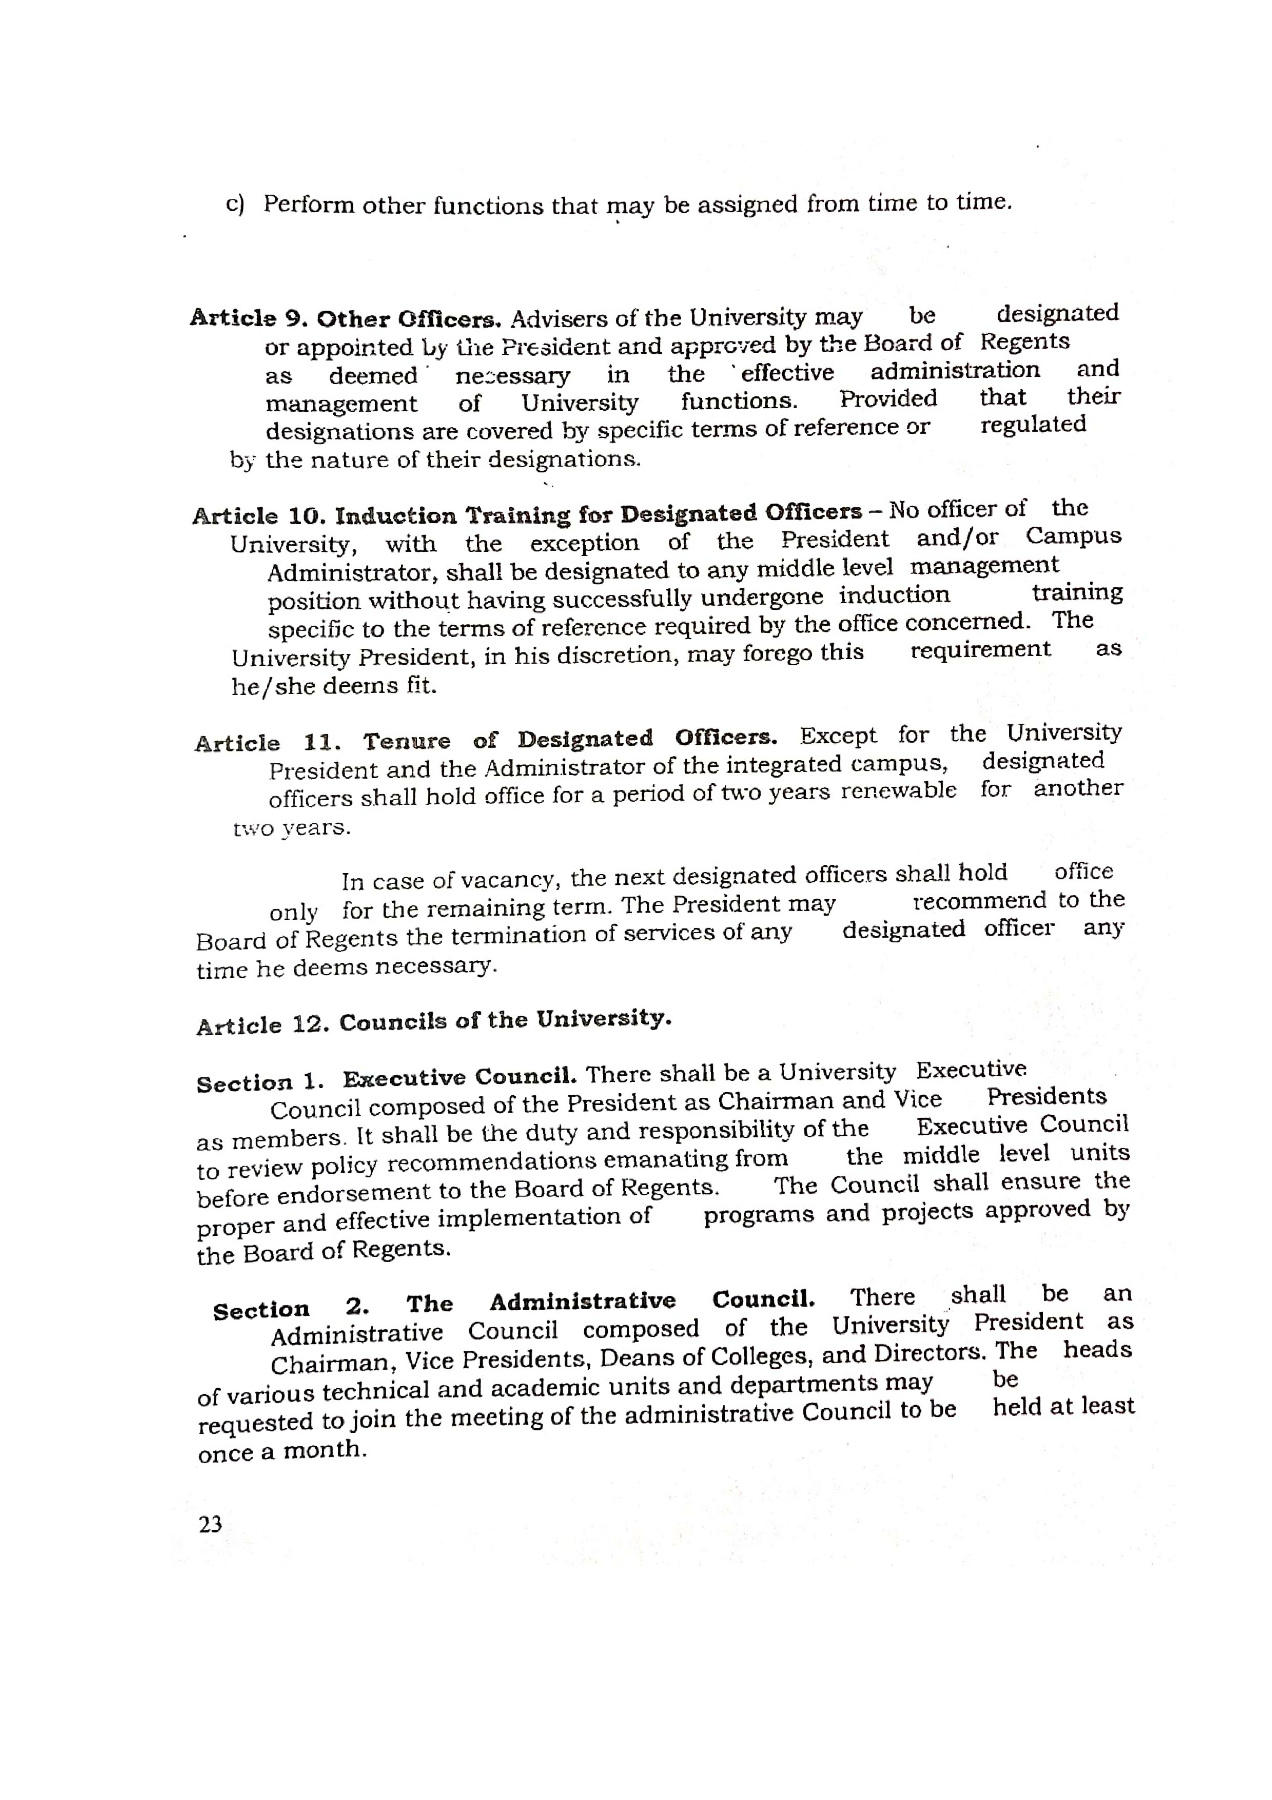 c) Perform other functions that may be assigned from time to time.
Article 9. Other Officers. Advisers of the University may be designated
or appointed by the President and approved by the Board of Regents
as deemed necessary in the effective administration and
management of University functions. Provided that their
designations are covered by specific terms of reference or regulated
by the nature of their designations.
Article 10. Induction Training for Designated Officers – No officer of the
University, with the exception of the President and/or Campus
Administrator, shall be designated to any middle level management
position without having successfully undergone induction training
specific to the terms of reference required by the office concerned. The
University President, in his discretion, may forego this requirement as
he/she deems fit.
Article 11. Tenure of Designated Officers. Except for the University
President and the Administrator of the integrated campus, designated
officers shall hold office for a period of two years renewable for another
two years.
In case of vacancy, the next designated officers shall hold office
only for the remaining term. The President may recommend to the
Board of Regents the termination of services of any designated officer any
time he deems necessary.
Article 12. Councils of the University.
Section 1. Executive Council. There shall be a University Executive
Council composed of the President as Chairman and Vice Presidents
as members. It shall be the duty and responsibility of the Executive Council
to review policy recommendations emanating from the middle level units
before endorsement to the Board of Regents. The Council shall ensure the
proper and effective implementation of programs and projects approved by
the Board of Regents.
Section 2. The Administrative Council. There shall be an
Administrative Council composed of the University President as
Chairman, Vice Presidents, Deans of Colleges, and Directors. The heads
of various technical and academic units and departments may be
requested to join the meeting of the administrative Council to be held at least
once a month.
23